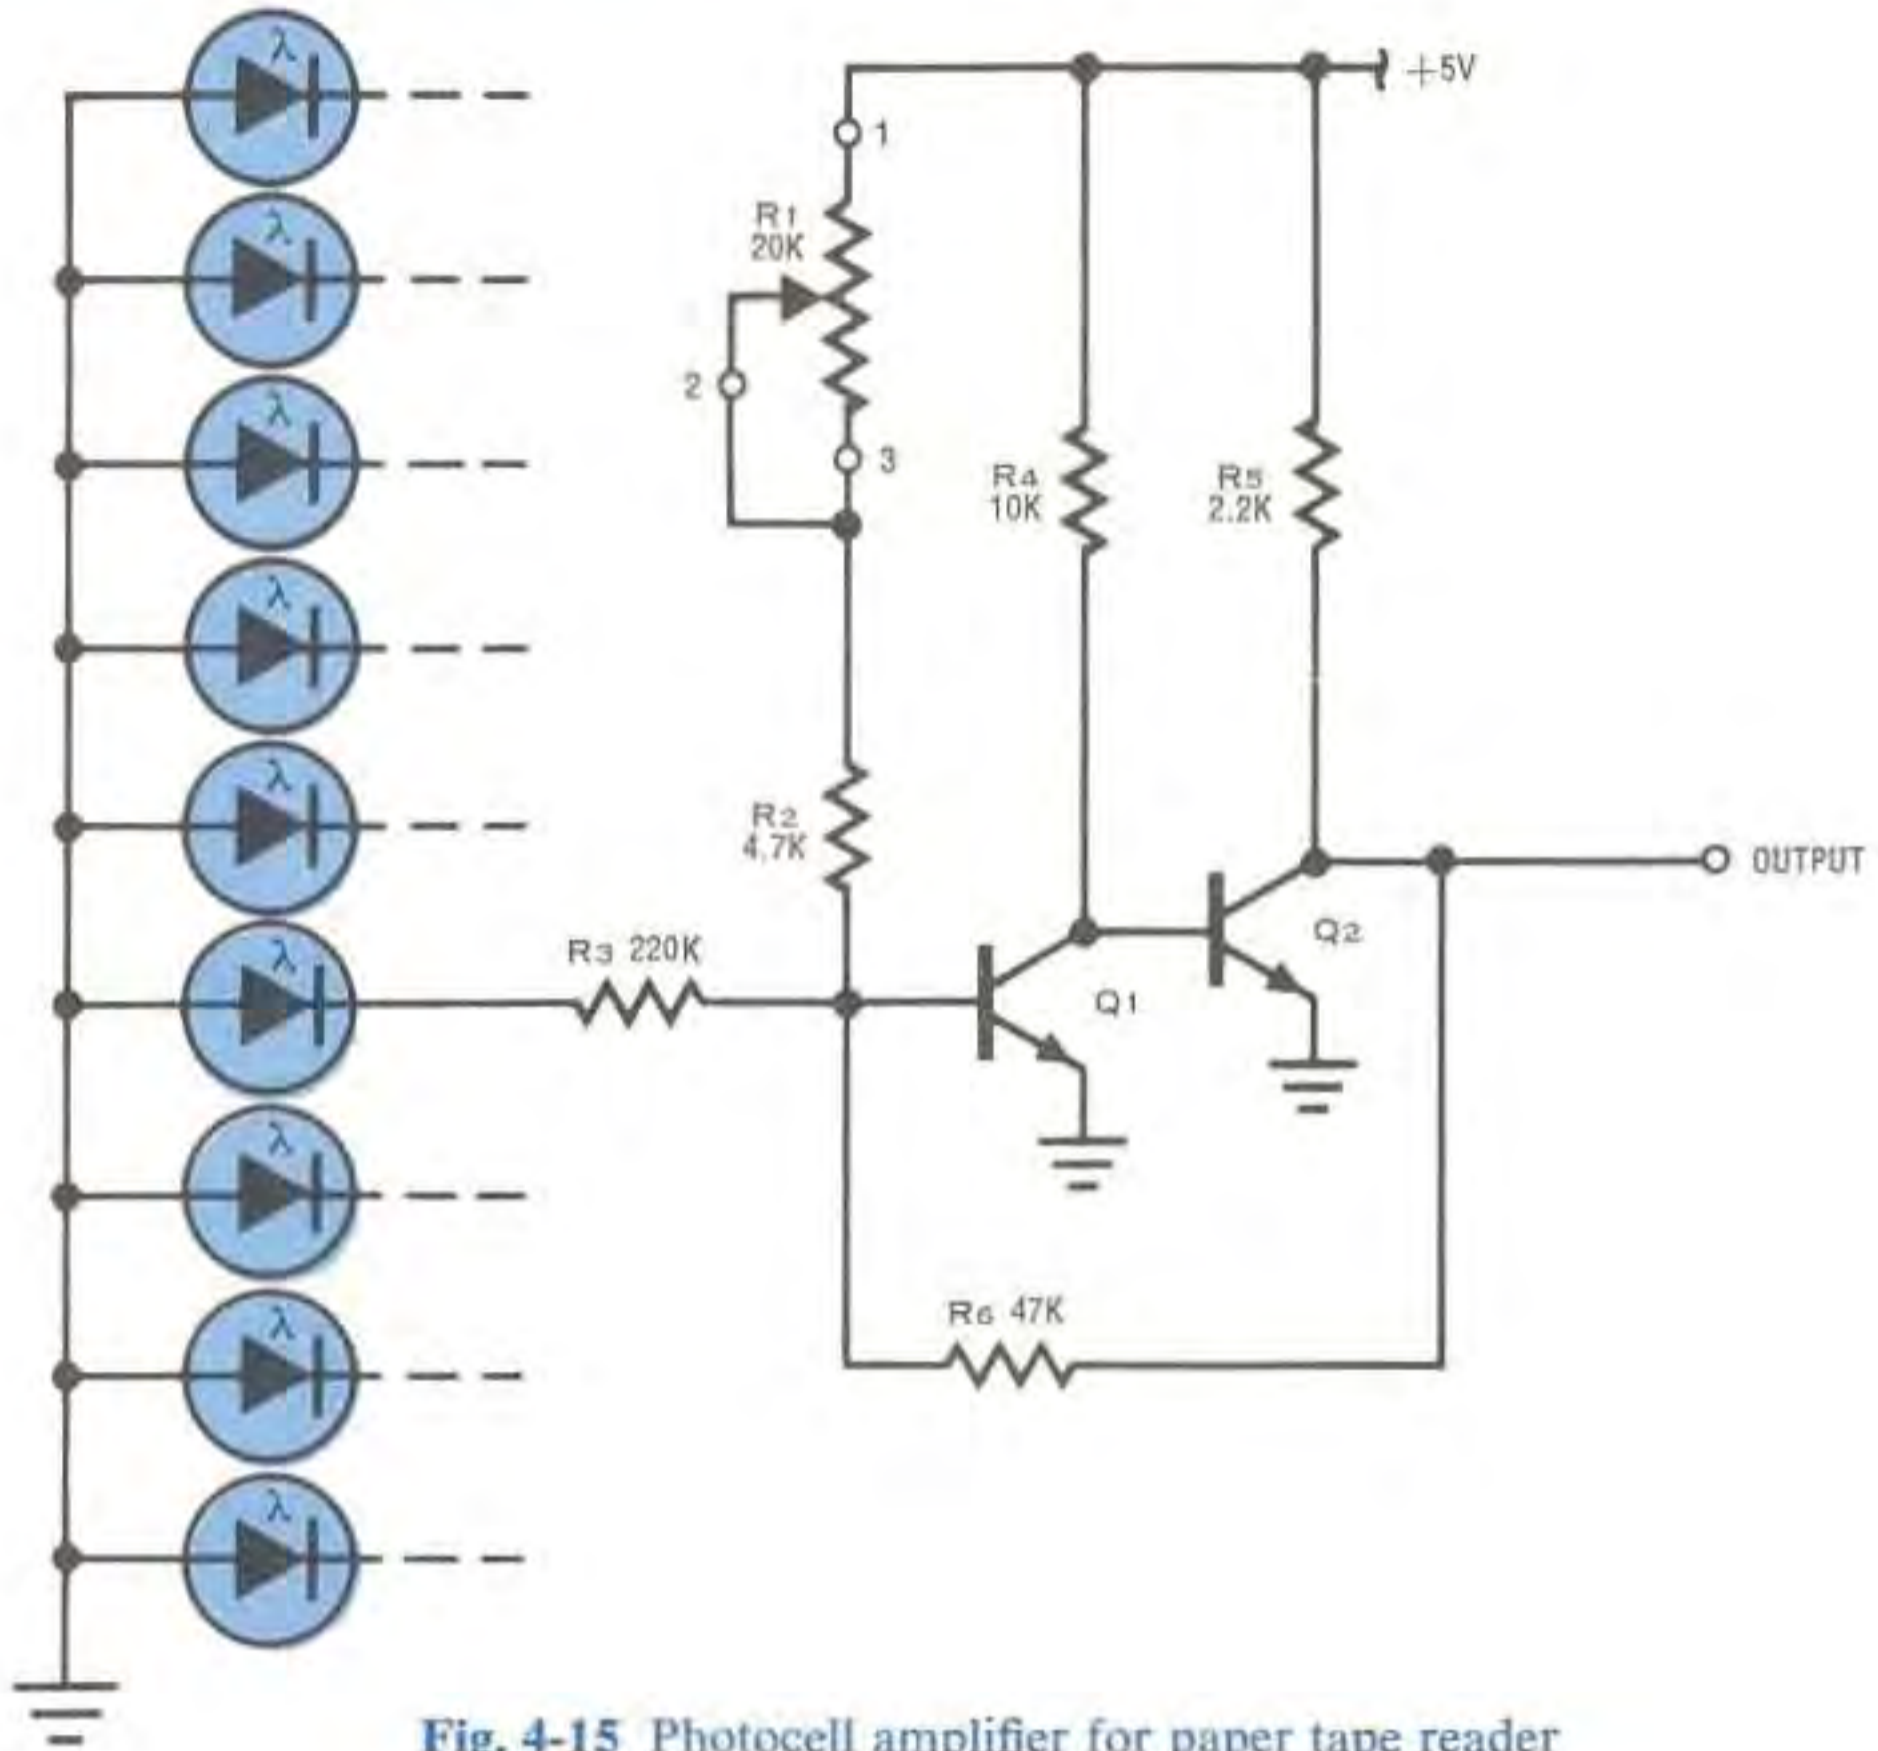 λ
λ
λ
λ
λ
λ
λ
λ
λ
+5V
1
R1
20K
2
3
R4
10K
R5
2.2K
R2
4.7K
OUTPUT
Q2
R3 220K
Q1
R6 47K
Fig. 4-15 Photocell amplifier for paper tape reader